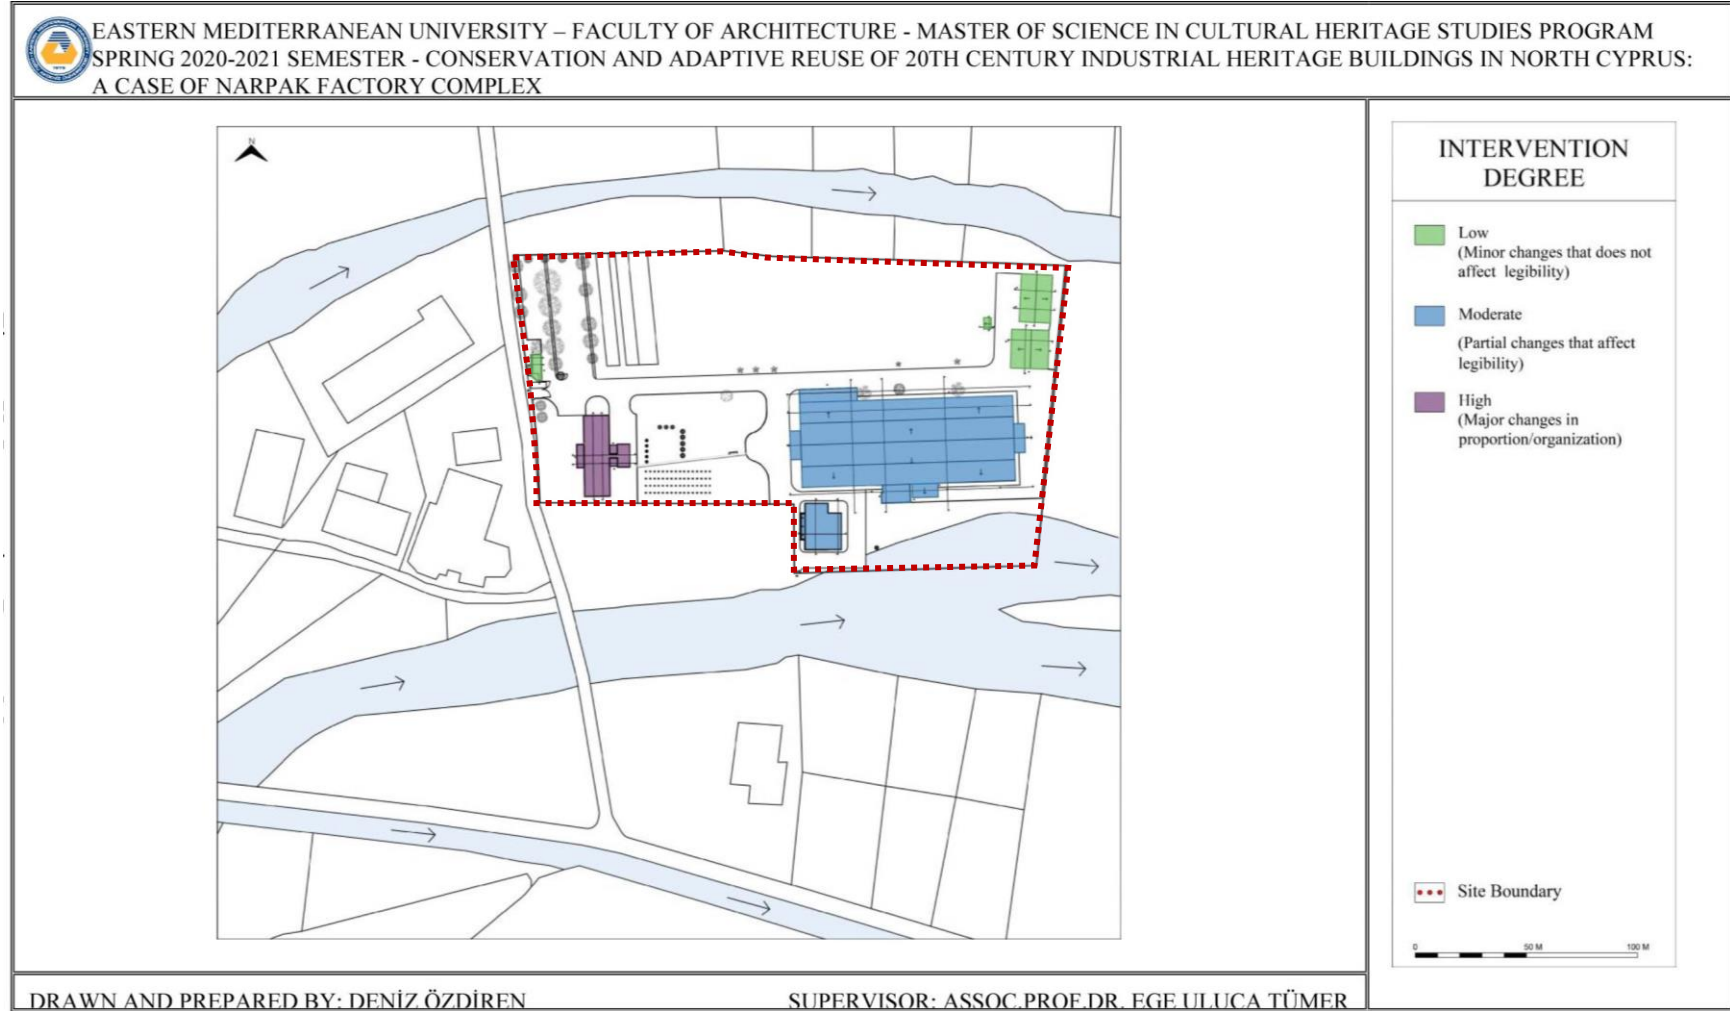 EASTERN MEDITERRANEAN UNIVERSITY – FACULTY OF ARCHITECTURE - MASTER OF SCIENCE IN CULTURAL HERITAGE STUDIES PROGRAM
SPRING 2020-2021 SEMESTER - CONSERVATION AND ADAPTIVE REUSE OF 20TH CENTURY INDUSTRIAL HERITAGE BUILDINGS IN NORTH CYPRUS:
A CASE OF NARPAK FACTORY COMPLEX
N
INTERVENTION
DEGREE
Low
(Minor changes that does not
affect legibility)
Moderate
(Partial changes that affect
legibility)
High
(Major changes in
proportion/organization)
Site Boundary
0 50 M 100 M
DRAWN AND PREPARED BY: DENİZ ÖZDİREN
SUPERVISOR: ASSOC.PROF.DR. EGE ULUCA TÜMER